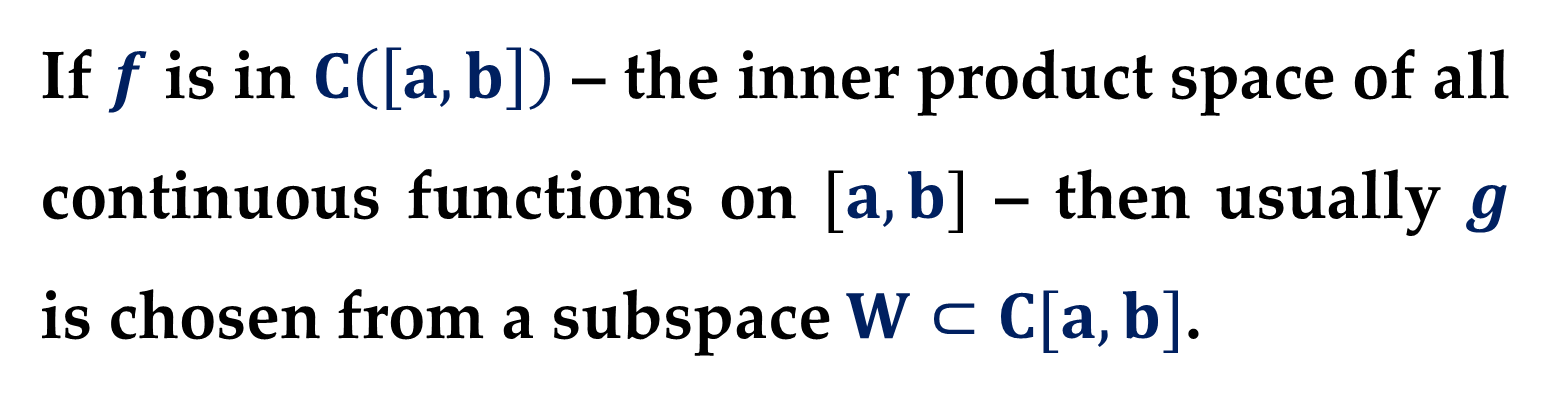 If f is in C([a, b]) – the inner product space of all
continuous functions on [a, b] – then usually g
is chosen from a subspace W ⊂ C[a, b].